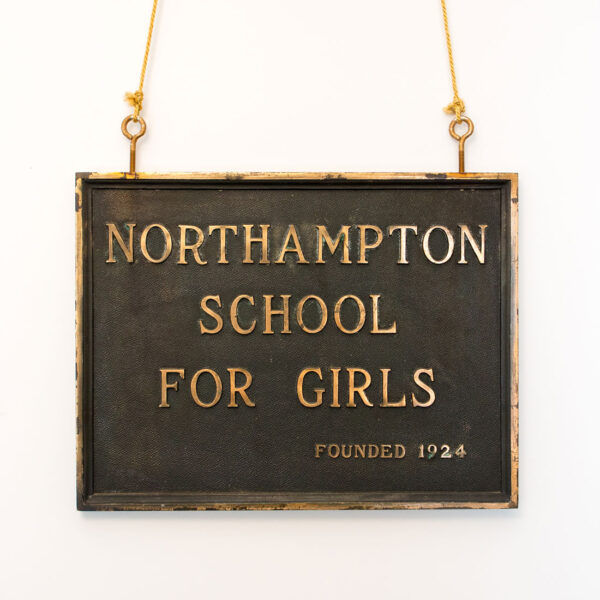 NORTHAMPTON
SCHOOL
FOR GIRLS
FOUNDED 1924